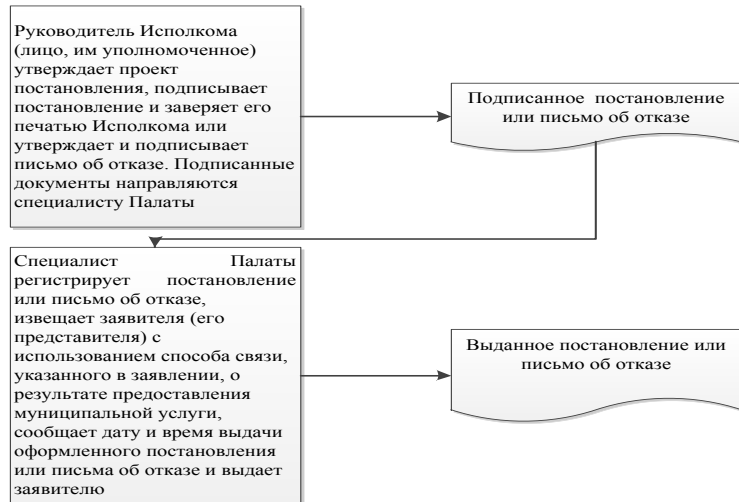 Руководитель Исполкома
(лицо, им уполномоченное)
утверждает проект
постановления, подписывает
постановление и заверяет его
печатью Исполкома или
утверждает и подписывает
письмо об отказе. Подписанные
документы направляются
специалисту Палаты
Подписанное постановление
или письмо об отказе
Специалист Палаты
регистрирует постановление
или письмо об отказе,
извещает заявителя (его
представителя) с
использованием способа связи,
указанного в заявлении, о
результате предоставления
муниципальной услуги,
сообщает дату и время выдачи
оформленного постановления
или письма об отказе и выдает
заявителю
Выданное постановление или
письмо об отказе